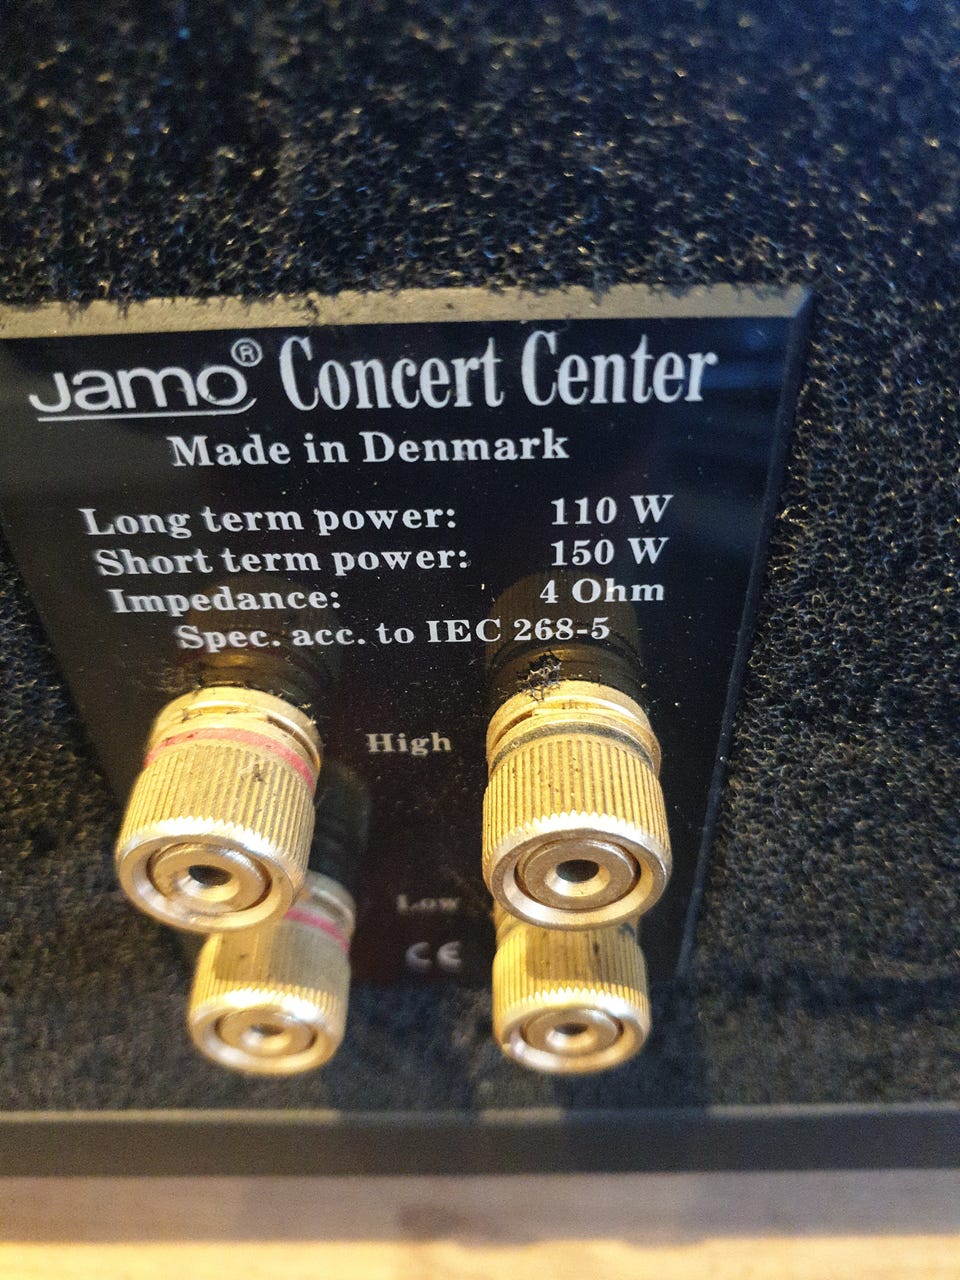 Jamo® Concert Center
Made in Denmark
Long term power: 110 W
Short term power: 150 W
Impedance: 4 Ohm
Spec. acc. to IEC 268-5
High
Low
CE